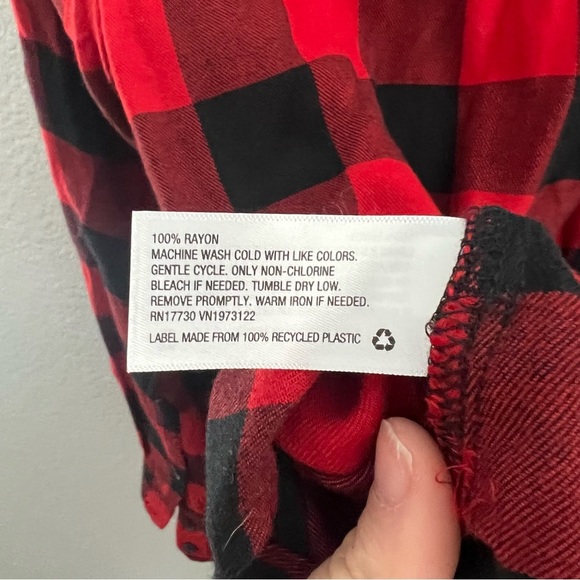 100% RAYON
MACHINE WASH COLD WITH LIKE COLORS.
GENTLE CYCLE. ONLY NON-CHLORINE
BLEACH IF NEEDED. TUMBLE DRY LOW.
REMOVE PROMPTLY. WARM IRON IF NEEDED.
RN17730 VN1973122
LABEL MADE FROM 100% RECYCLED PLASTIC